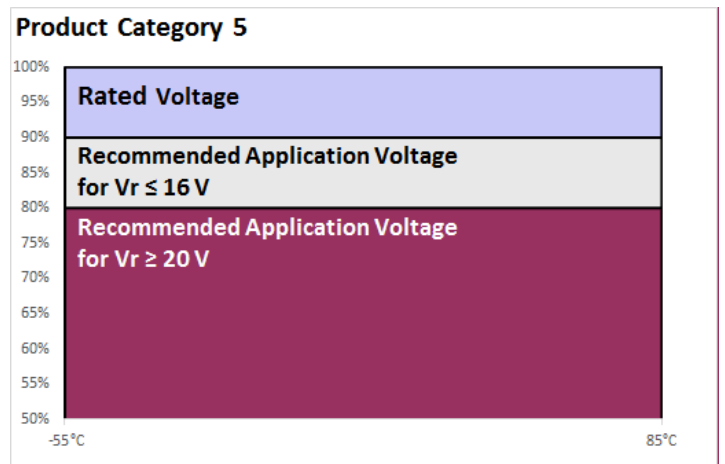 Product Category 5
100%
95%
Rated Voltage
90%
Recommended Application Voltage
85%
for Vr ≤ 16 V
80%
Recommended Application Voltage
75%
for Vr ≥ 20 V
70%
65%
60%
55%
50%
-55°C
85°C